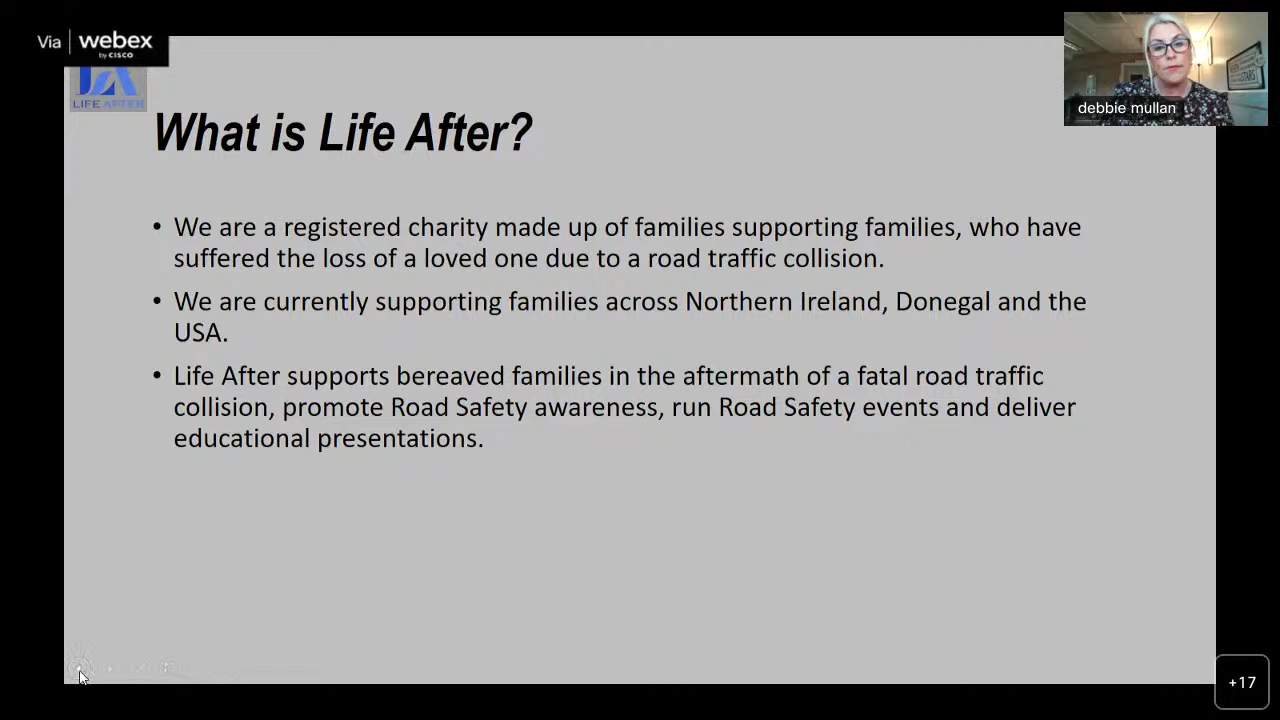 Via webex
by CISCO
LIFE AFTER
debbie mullan
What is Life After?
• We are a registered charity made up of families supporting families, who have
suffered the loss of a loved one due to a road traffic collision.
• We are currently supporting families across Northern Ireland, Donegal and the
USA.
• Life After supports bereaved families in the aftermath of a fatal road traffic
collision, promote Road Safety awareness, run Road Safety events and deliver
educational presentations.
+17